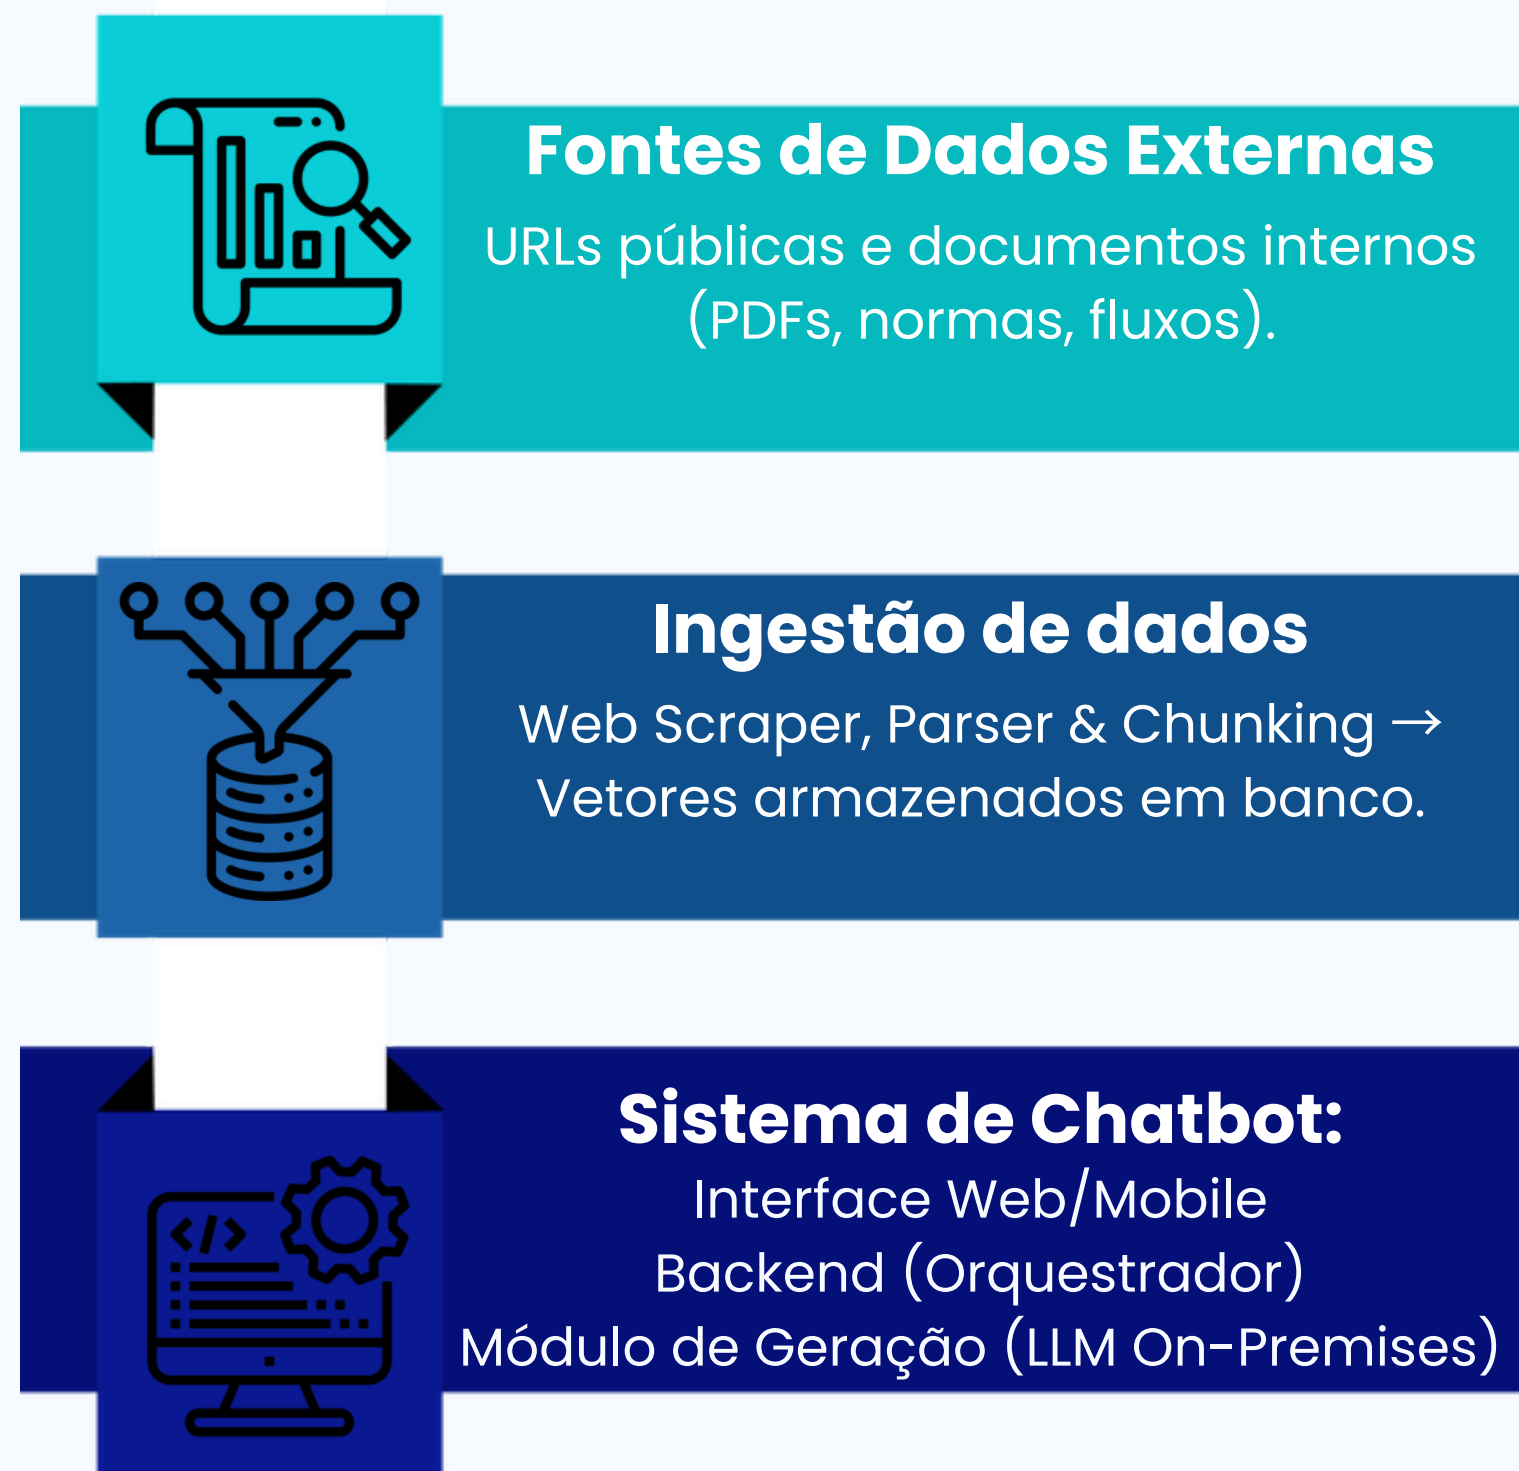 Fontes de Dados Externas
URLs públicas e documentos internos
(PDFs, normas, fluxos).
Ingestão de dados
Web Scraper, Parser & Chunking →
Vetores armazenados em banco.
Sistema de Chatbot:
Interface Web/Mobile
Backend (Orquestrador)
Módulo de Geração (LLM On-Premises)